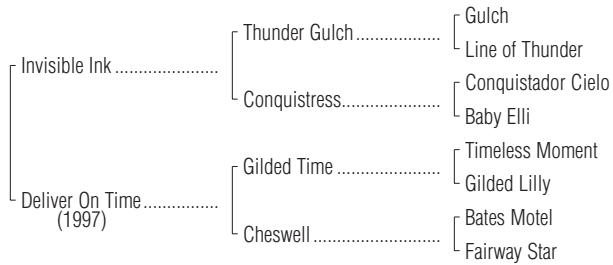 Gulch
Thunder Gulch
Line of Thunder
Invisible Ink
Conquistador Cielo
Conquistress
Baby Elli
Timeless Moment
Gilded Time
Gilded Lilly
Deliver On Time
(1997)
Bates Motel
Cheswell
Fairway Star